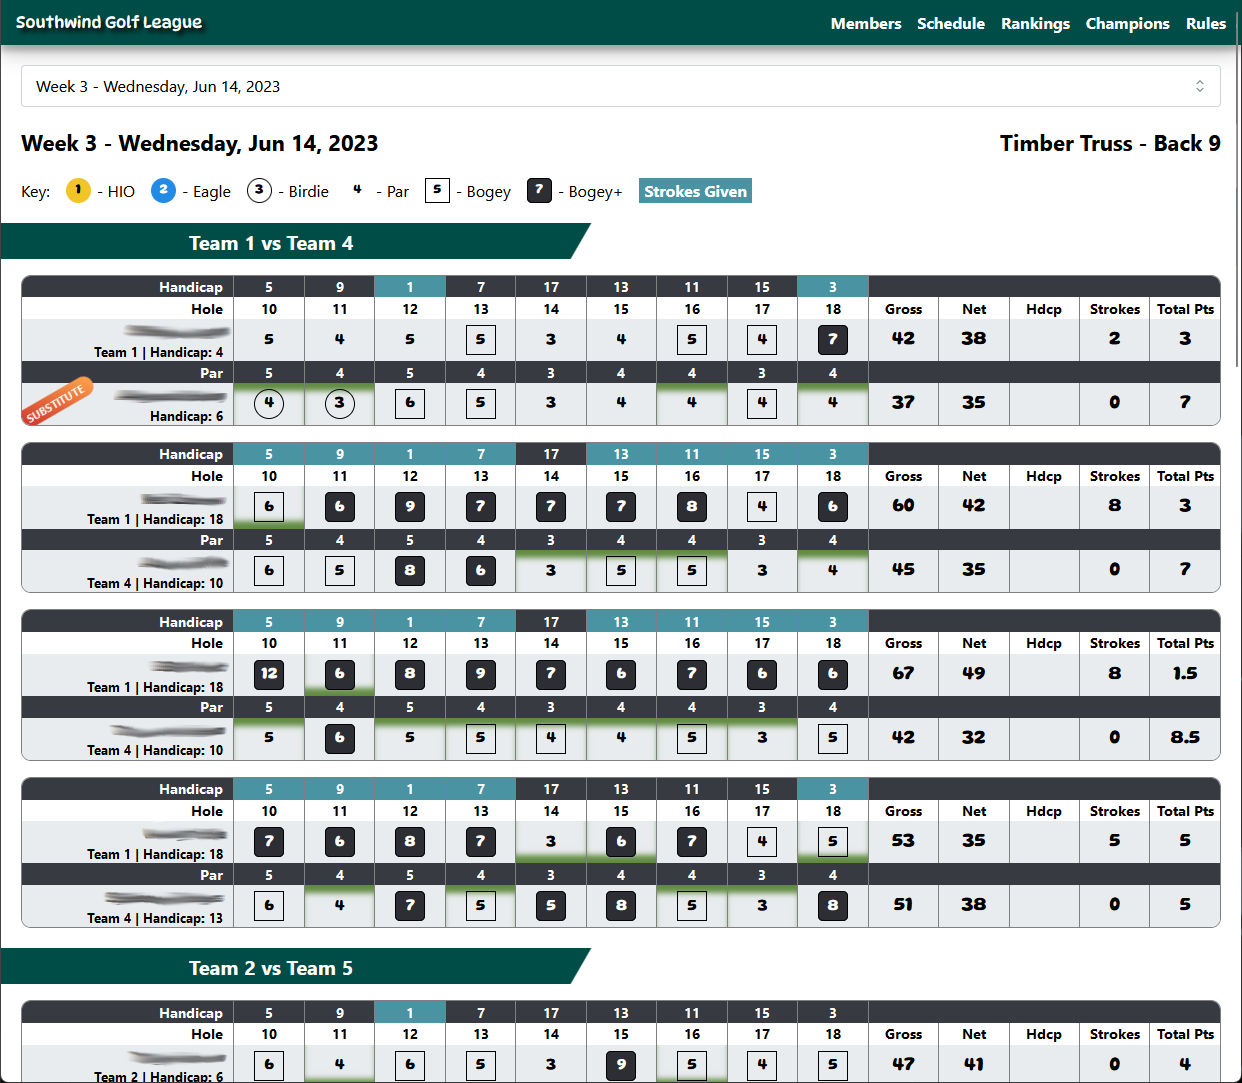 Southwind Golf League Members Schedule Rankings Champions Rules
Week 3 - Wednesday, Jun 14, 2023
Week 3 - Wednesday, Jun 14, 2023 Timber Truss - Back 9
Key: 1 - HIO 2 - Eagle 3 - Birdie 4 - Par 5 - Bogey 7 - Bogey+ Strokes Given
Team 1 vs Team 4
Handicap 5 9 1 7 17 13 11 15 3
Hole 10 11 12 13 14 15 16 17 18 Gross Net Hdcp Strokes Total Pts
5 4 5 5 3 4 5 4 7 42 38 2 3
Team 1 | Handicap: 4
Par 5 4 5 4 3 4 4 3 4
SUBSTITUTE 4 3 6 5 3 4 4 4 4 37 35 0 7
Handicap: 6
Handicap 5 9 1 7 17 13 11 15 3
Hole 10 11 12 13 14 15 16 17 18 Gross Net Hdcp Strokes Total Pts
6 6 9 7 7 7 8 4 6 60 42 8 3
Team 1 | Handicap: 18
Par 5 4 5 4 3 4 4 3 4
6 5 8 6 3 5 5 3 4 45 35 0 7
Team 4 | Handicap: 10
Handicap 5 9 1 7 17 13 11 15 3
Hole 10 11 12 13 14 15 16 17 18 Gross Net Hdcp Strokes Total Pts
12 6 8 9 7 6 7 6 6 67 49 8 1.5
Team 1 | Handicap: 18
Par 5 4 5 4 3 4 4 3 4
5 6 5 5 4 4 5 3 5 42 32 0 8.5
Team 4 | Handicap: 10
Handicap 5 9 1 7 17 13 11 15 3
Hole 10 11 12 13 14 15 16 17 18 Gross Net Hdcp Strokes Total Pts
7 6 8 7 3 6 7 4 5 53 35 5 5
Team 1 | Handicap: 18
Par 5 4 5 4 3 4 4 3 4
6 4 7 5 5 8 5 3 8 51 38 0 5
Team 4 | Handicap: 13
Team 2 vs Team 5
Handicap 5 9 1 7 17 13 11 15 3
Hole 10 11 12 13 14 15 16 17 18 Gross Net Hdcp Strokes Total Pts
6 4 6 5 3 9 5 4 5 47 41 0 4
Team 2 | Handicap: 6